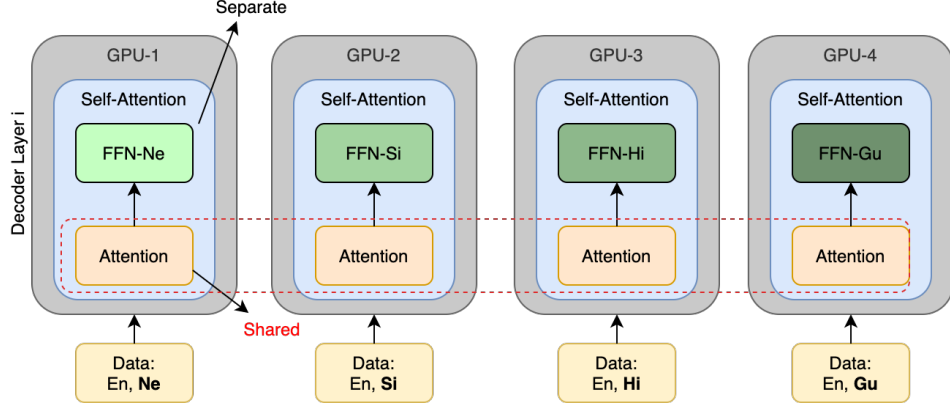 Separate
GPU-1
GPU-2
GPU-3
GPU-4
Decoder Layer i
Self-Attention
Self-Attention
Self-Attention
Self-Attention
FFN-Ne
FFN-Si
FFN-Hi
FFN-Gu
Attention
Attention
Attention
Attention
Shared
Data:
En, Ne
Data:
En, Si
Data:
En, Hi
Data:
En, Gu